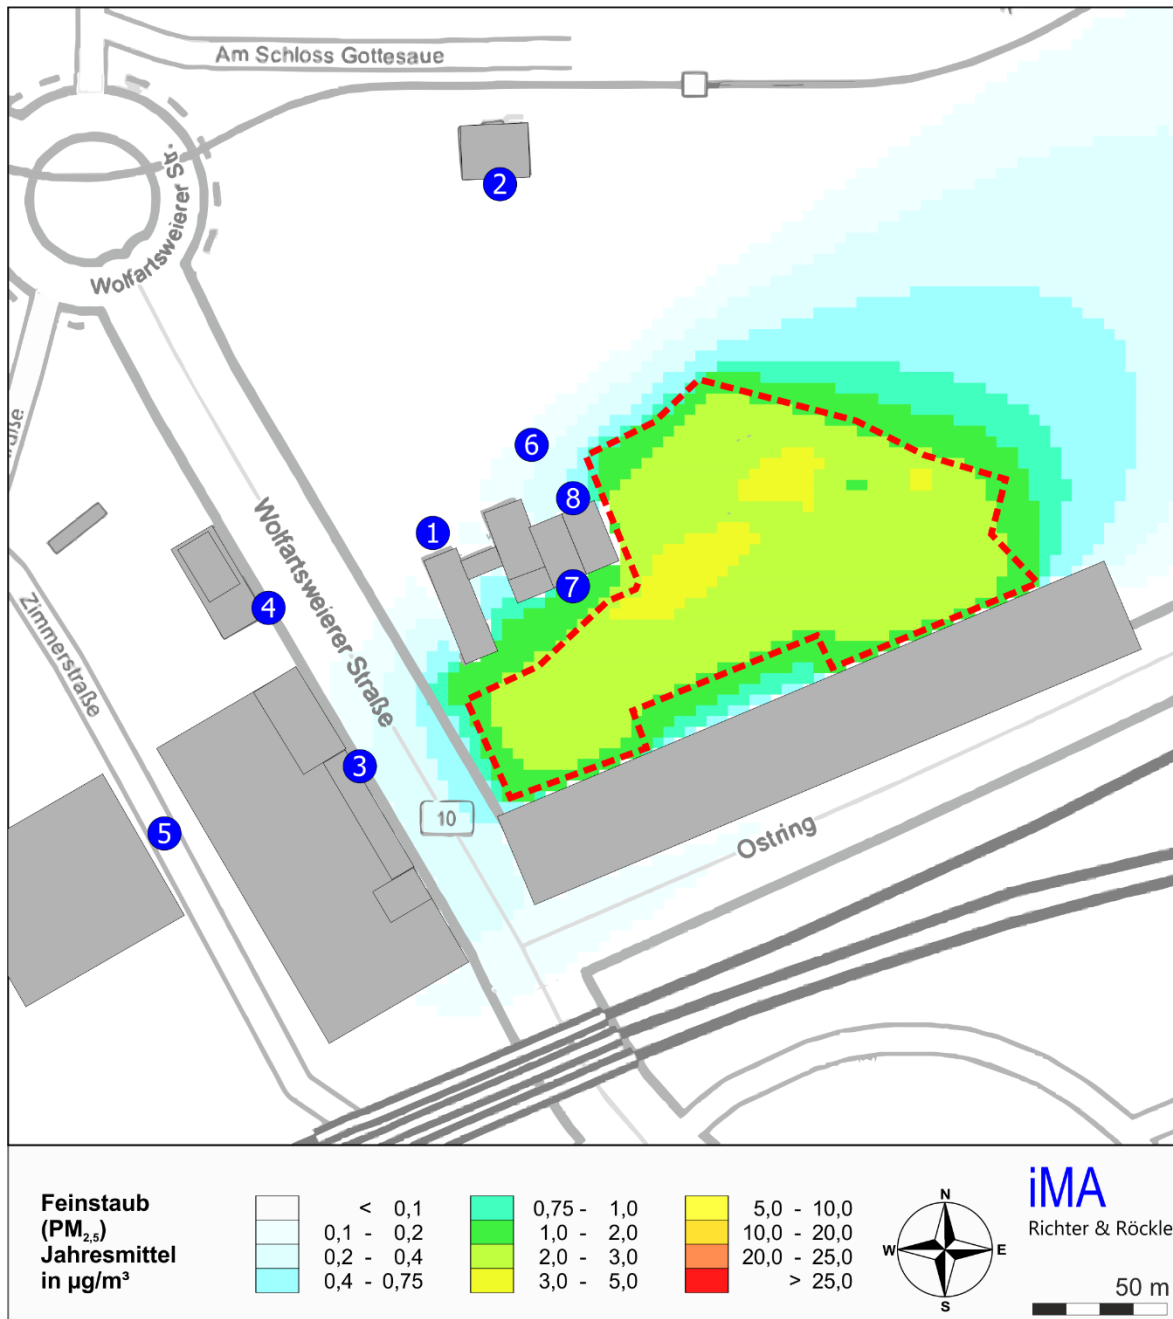 Am Schloss Gottesaue
Wolfartsweierer Str.
2
6
8
1
7
4
Wolfartsweierer Straße
Zimmerstraße
3
5
10
Ostring
Feinstaub
(PM2,5)
Jahresmittel
in µg/m³
< 0,1
0,1 - 0,2
0,2 - 0,4
0,4 - 0,75
0,75 - 1,0
1,0 - 2,0
2,0 - 3,0
3,0 - 5,0
5,0 - 10,0
10,0 - 20,0
20,0 - 25,0
> 25,0
N
W E
S
iMA
Richter & Röckle
50 m